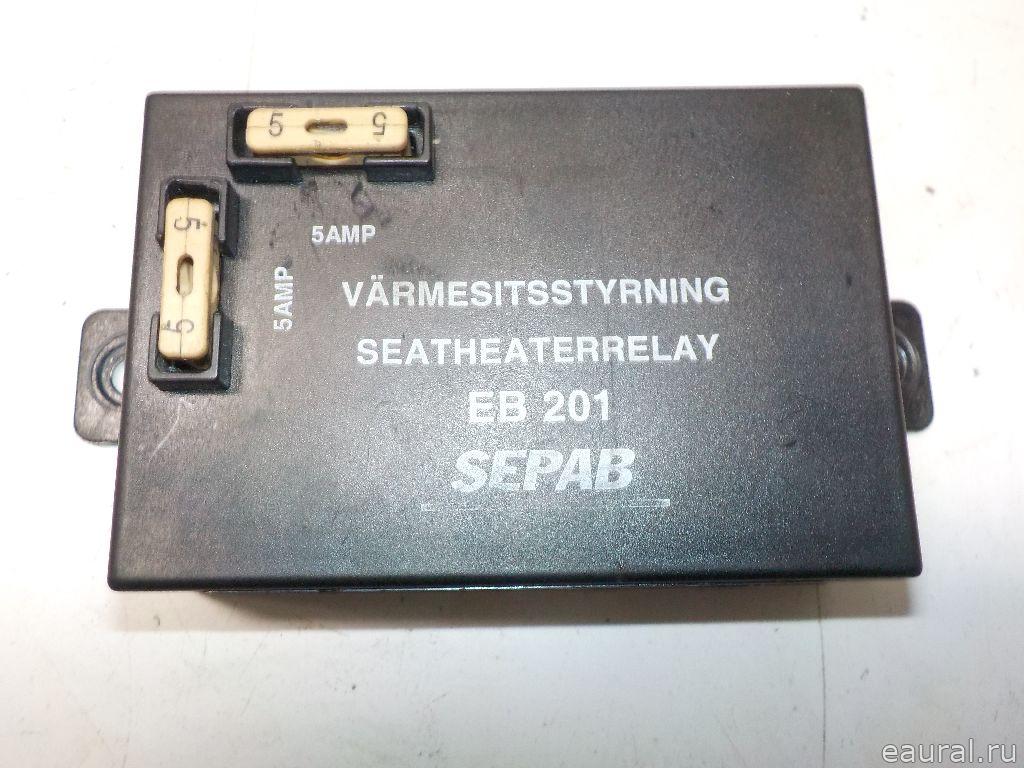 5 5
5
5
5AMP
5AMP
VÄRMESITSSTYRNING
SEATHEATERRELAY
EB 201
SEPAB
eaural.ru